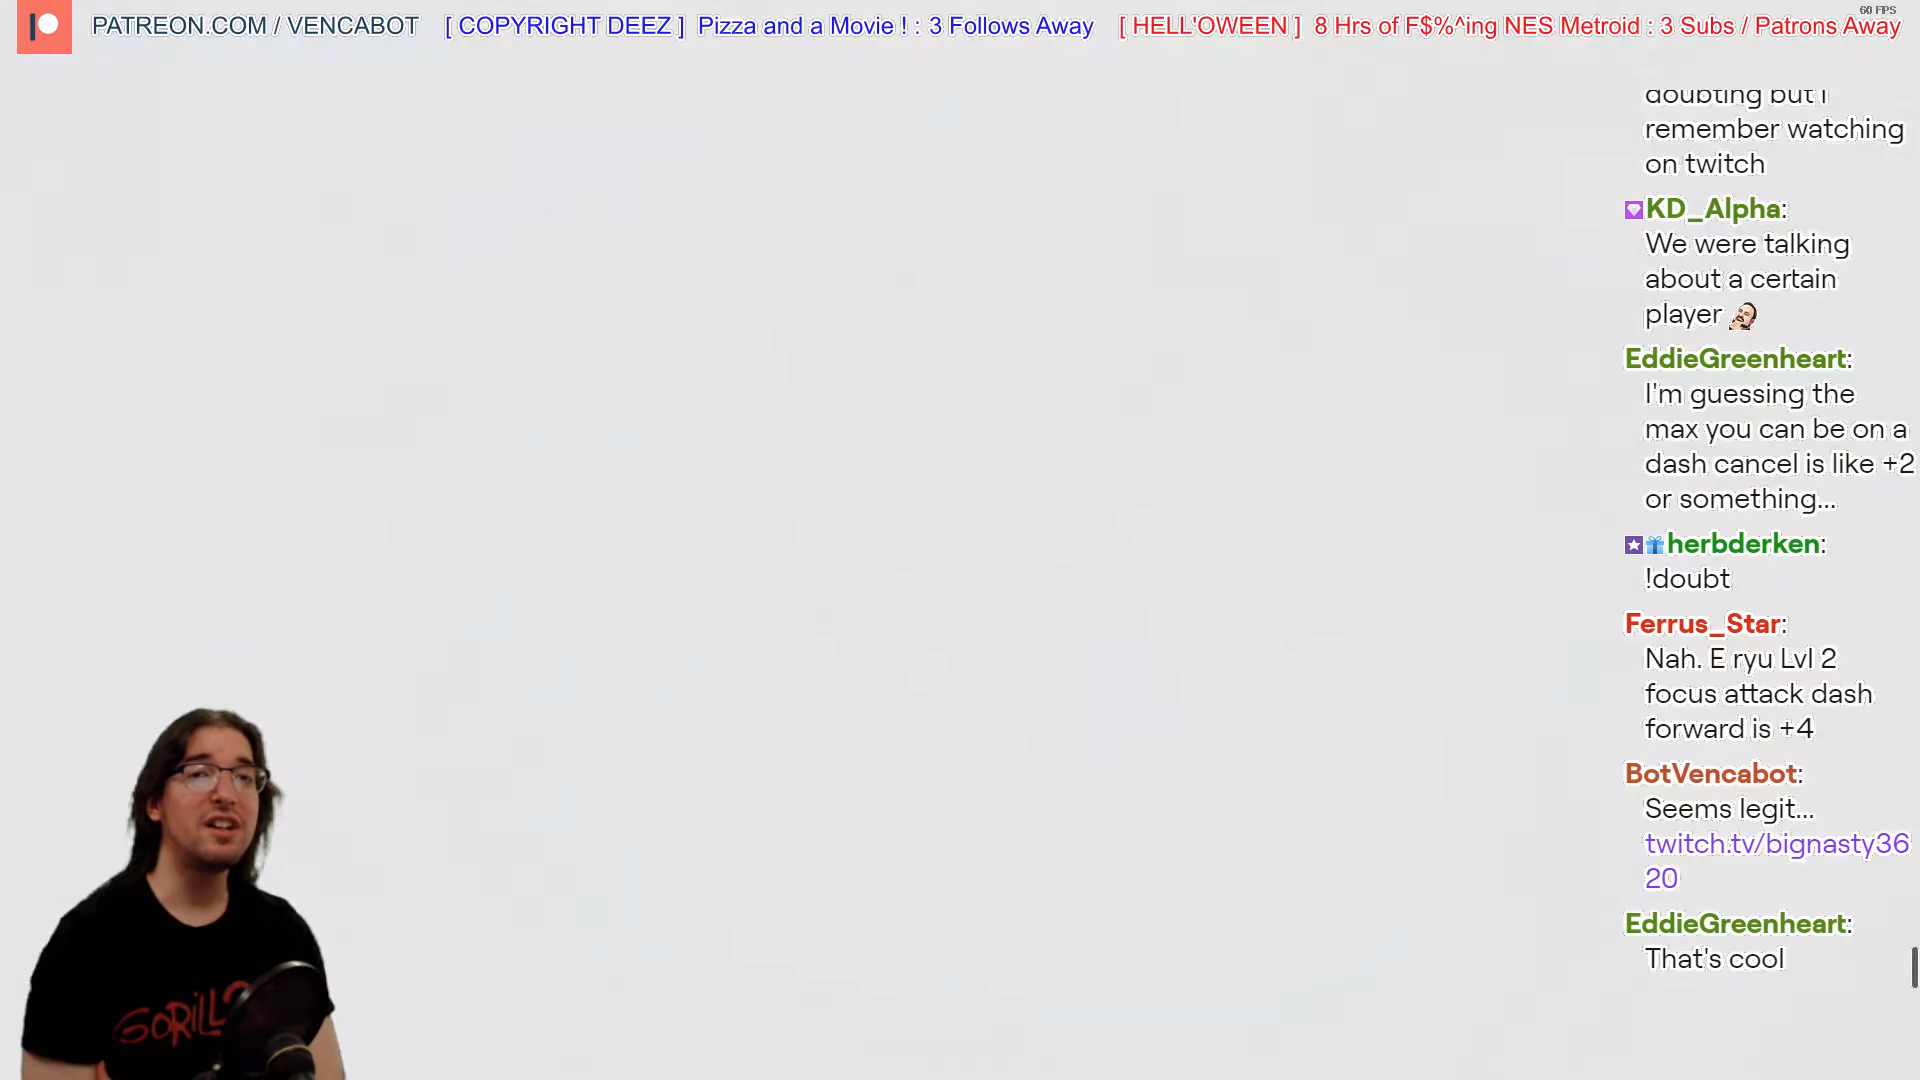 60 FPS
PATREON.COM / VENCABOT [ COPYRIGHT DEEZ ] Pizza and a Movie ! : 3 Follows Away [ HELL'OWEEN ] 8 Hrs of F$%^ing NES Metroid : 3 Subs / Patrons Away
doubting but I
remember watching
on twitch
KD_Alpha:
We were talking
about a certain
player
EddieGreenheart:
I'm guessing the
max you can be on a
dash cancel is like +2
or something...
herbderken:
!doubt
Ferrus_Star:
Nah. E ryu Lvl 2
focus attack dash
forward is +4
BotVencabot:
Seems legit...
twitch.tv/bignasty36
20
EddieGreenheart:
That's cool